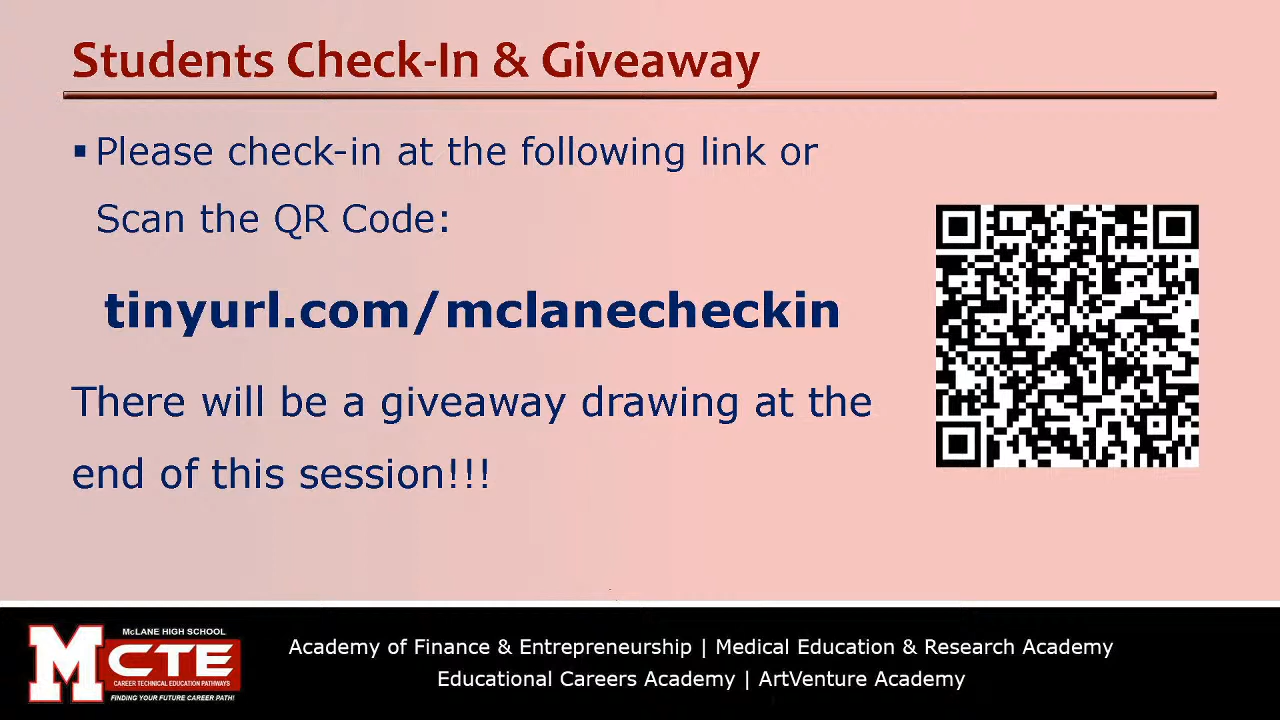 Students Check-In & Giveaway
▪ Please check-in at the following link or
Scan the QR Code:
tinyurl.com/mclanecheckin
There will be a giveaway drawing at the
end of this session!!!
McLANE HIGH SCHOOL
M CTE
CAREER TECHNICAL EDUCATION PATHWAYS
FINDING YOUR FUTURE CAREER PATH!
Academy of Finance & Entrepreneurship | Medical Education & Research Academy
Educational Careers Academy | ArtVenture Academy